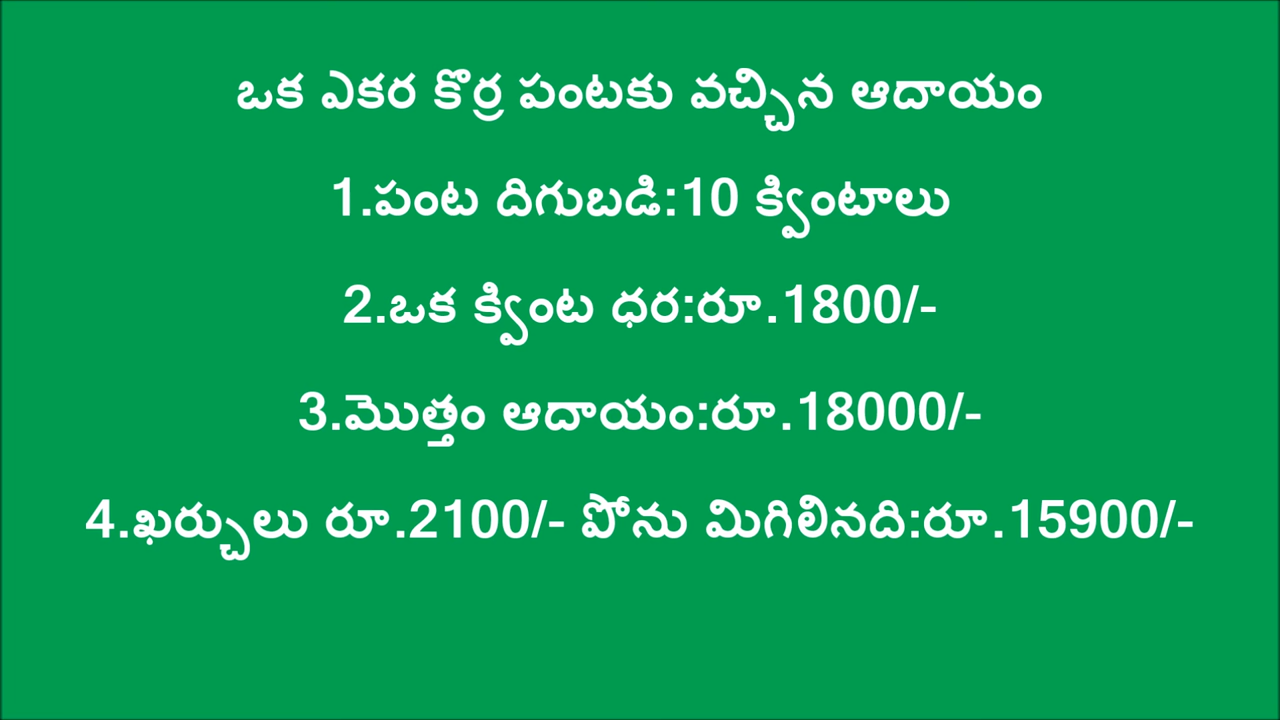 ఒక ఎకర కొర్ర పంటకు వచ్చిన ఆదాయం
1.పంట దిగుబడి:10 క్వింటాలు
2.ఒక క్వింట ధర:రూ.1800/-
3.మొత్తం ఆదాయం:రూ.18000/-
4.ఖర్చులు రూ.2100/- పోను మిగిలినది:రూ.15900/-